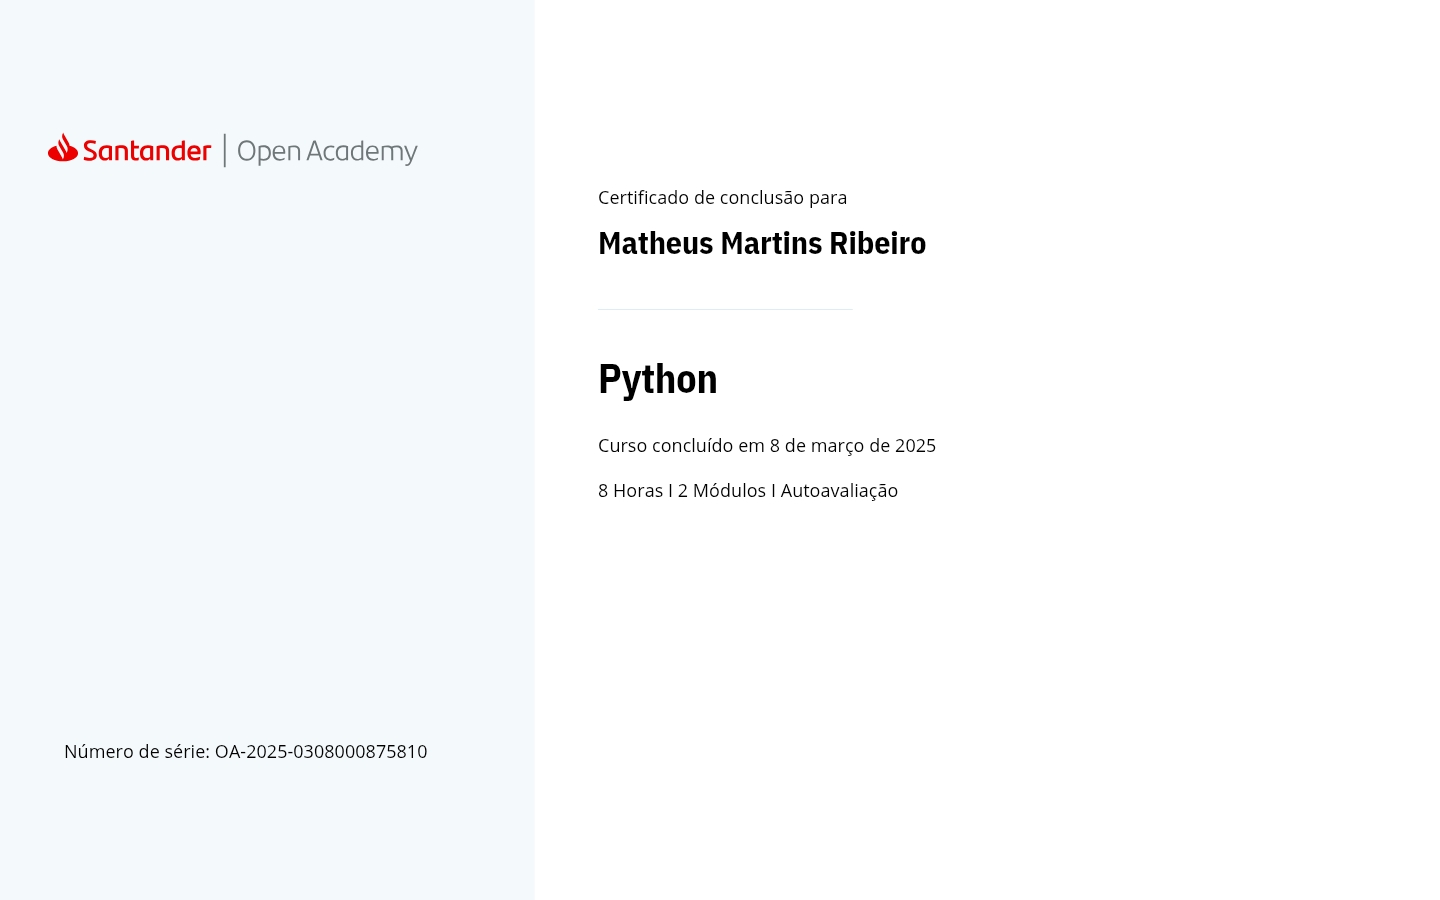 Santander | Open Academy
Certificado de conclusão para
Matheus Martins Ribeiro
Python
Curso concluído em 8 de março de 2025
8 Horas I 2 Módulos I Autoavaliação
Número de série: OA-2025-0308000875810